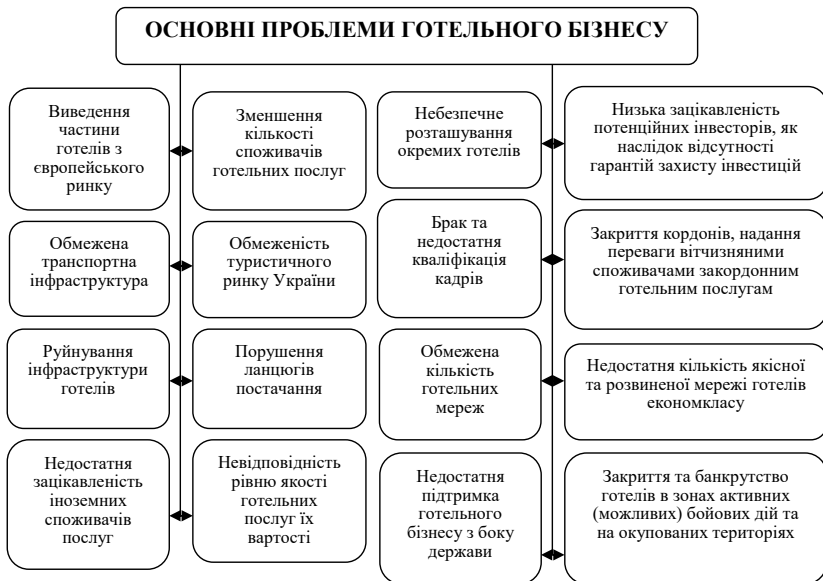 ОСНОВНІ ПРОБЛЕМИ ГОТЕЛЬНОГО БІЗНЕСУ
Виведення
частини
готелів з
європейського
ринку
Зменшення
кількості
споживачів
готельних послуг
Небезпечне
розташування
окремих готелів
Низька зацікавленість
потенційних інвесторів, як
наслідок відсутності
гарантій захисту інвестицій
Обмежена
транспортна
інфраструктура
Обмеженість
туристичного
ринку України
Брак та
недостатня
кваліфікація
кадрів
Закриття кордонів, надання
переваги вітчизняними
споживачами закордонним
готельним послугам
Руйнування
інфраструктури
готелів
Порушення
ланцюгів
постачання
Обмежена
кількість
готельних
мереж
Недостатня кількість якісної
та розвиненої мережі готелів
економкласу
Недостатня
зацікавленість
іноземних
споживачів
послуг
Невідповідність
рівню якості
готельних
послуг їх
вартості
Недостатня
підтримка
готельного
бізнесу з боку
держави
Закриття та банкрутство
готелів в зонах активних
(можливих) бойових дій та
на окупованих територіях